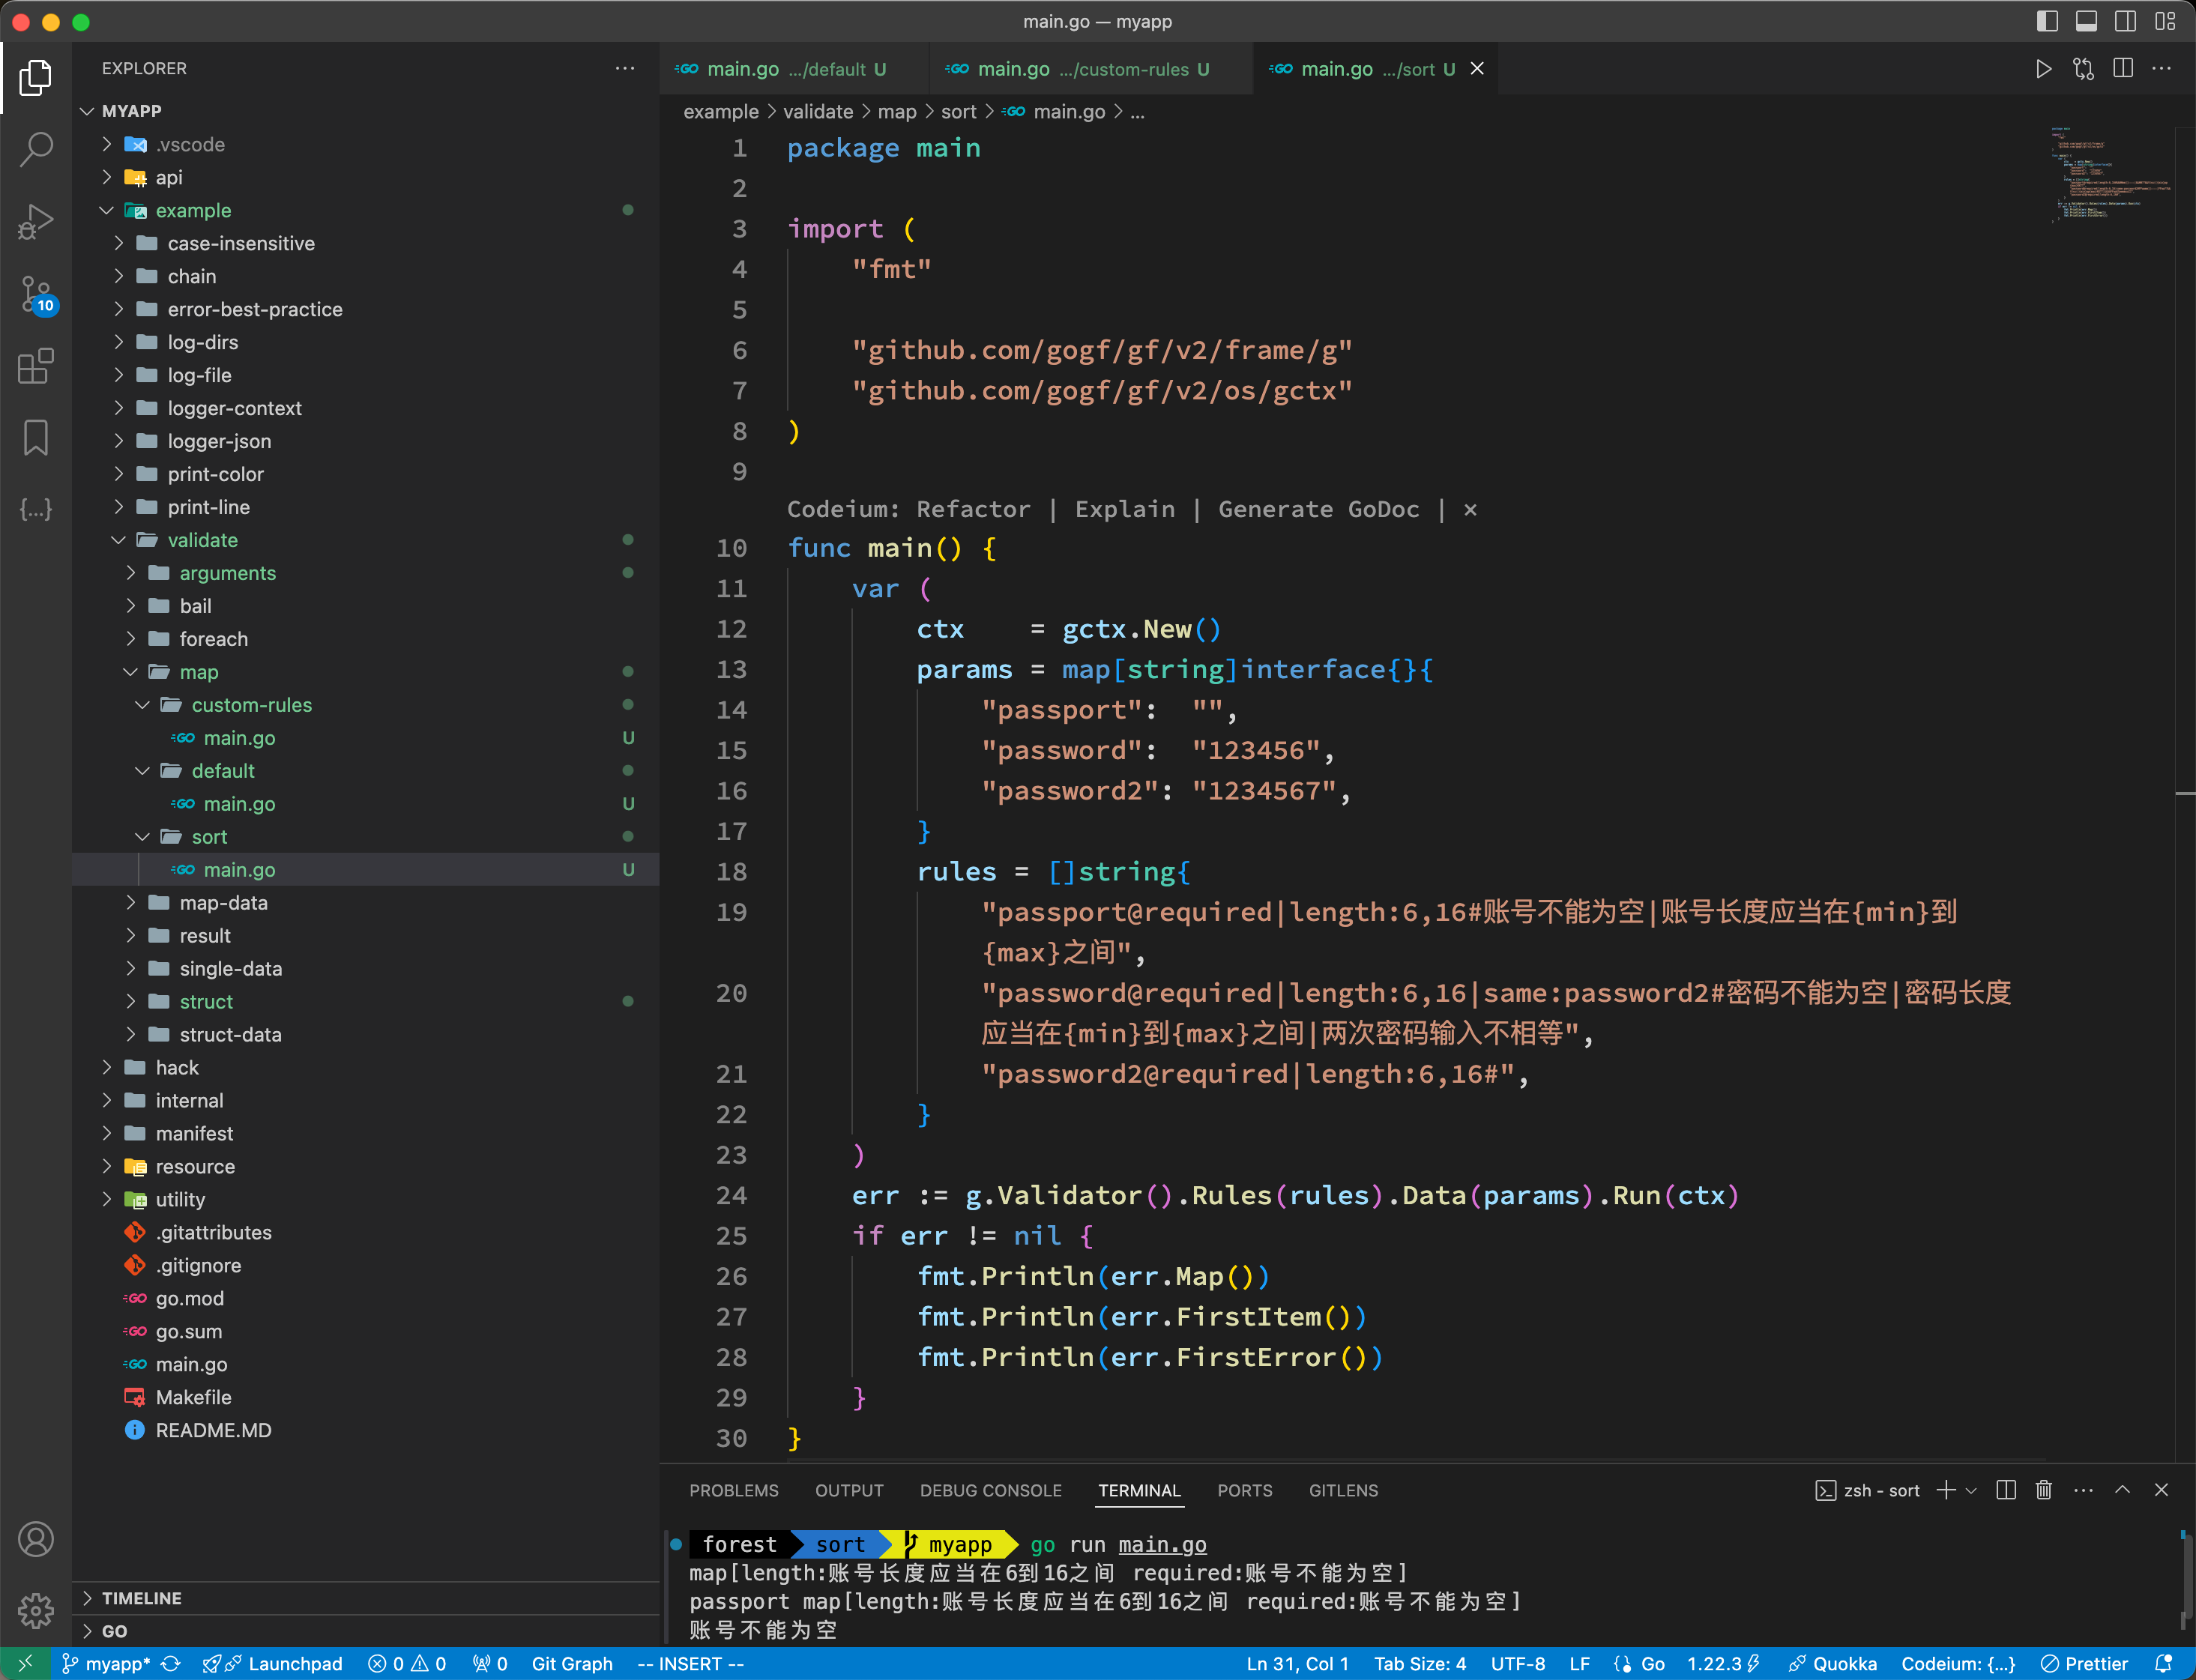 main.go — myapp
EXPLORER
MYAPP
.vscode
api
example
case-insensitive
chain
error-best-practice
log-dirs
log-file
logger-context
logger-json
print-color
print-line
validate
arguments
bail
foreach
map
custom-rules
main.go U
default
main.go U
sort
main.go U
map-data
result
single-data
struct
struct-data
hack
internal
manifest
resource
utility
.gitattributes
.gitignore
go.mod
go.sum
main.go
Makefile
README.MD
TIMELINE
GO
10
main.go .../default U
main.go .../custom-rules U
main.go .../sort U
example > validate > map > sort > main.go > ...
1 package main
2
3 import (
4 "fmt"
5
6 "github.com/gogf/gf/v2/frame/g"
7 "github.com/gogf/gf/v2/os/gctx"
8 )
9
Codeium: Refactor | Explain | Generate GoDoc | ×
10 func main() {
11 var (
12 ctx    = gctx.New()
13 params = map[string]interface{}{
14 "passport":  "",
15 "password":  "123456",
16 "password2": "1234567",
17 }
18 rules = []string{
19 "passport@required|length:6,16#账号不能为空|账号长度应当在{min}到
{max}之间",
20 "password@required|length:6,16|same:password2#密码不能为空|密码长度
应当在{min}到{max}之间|两次密码输入不相等",
21 "password2@required|length:6,16#",
22 }
23 )
24 err := g.Validator().Rules(rules).Data(params).Run(ctx)
25 if err != nil {
26 fmt.Println(err.Map())
27 fmt.Println(err.FirstItem())
28 fmt.Println(err.FirstError())
29 }
30 }
PROBLEMS OUTPUT DEBUG CONSOLE TERMINAL PORTS GITLENS
zsh - sort
forest sort myapp go run main.go
map[length:账号长度应当在6到16之间 required:账号不能为空]
passport map[length:账号长度应当在6到16之间 required:账号不能为空]
账号不能为空
myapp* Launchpad 0 0 0 Git Graph -- INSERT -- Ln 31, Col 1 Tab Size: 4 UTF-8 LF Go 1.22.3 Quokka Codeium: {...} Prettier